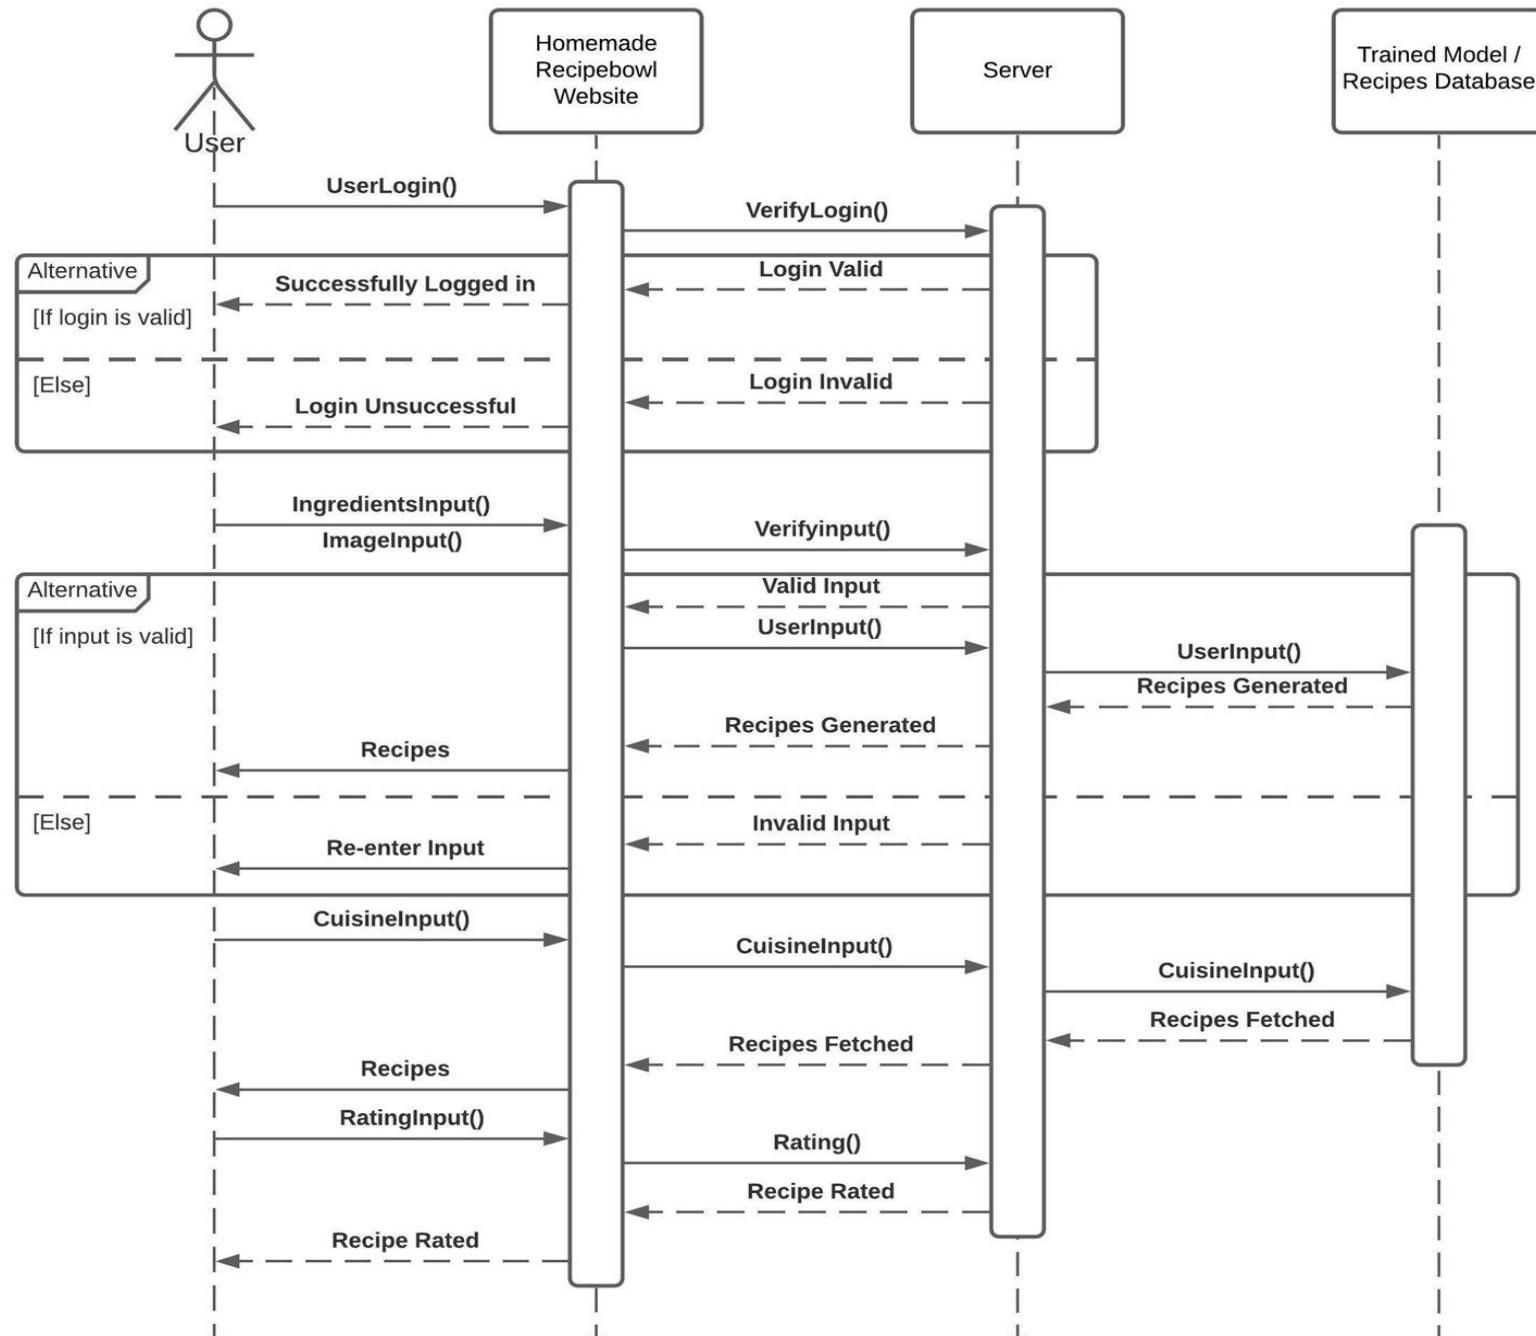 User
Homemade
Recipebowl
Website
Server
Trained Model /
Recipes Database
UserLogin()
VerifyLogin()
Alternative
Login Valid
Successfully Logged in
[If login is valid]
[Else]
Login Invalid
Login Unsuccessful
IngredientsInput()
ImageInput()
Verifyinput()
Alternative
Valid Input
[If input is valid]
UserInput()
UserInput()
Recipes Generated
Recipes Generated
Recipes
[Else]
Invalid Input
Re-enter Input
CuisineInput()
CuisineInput()
CuisineInput()
Recipes Fetched
Recipes Fetched
Recipes
RatingInput()
Rating()
Recipe Rated
Recipe Rated